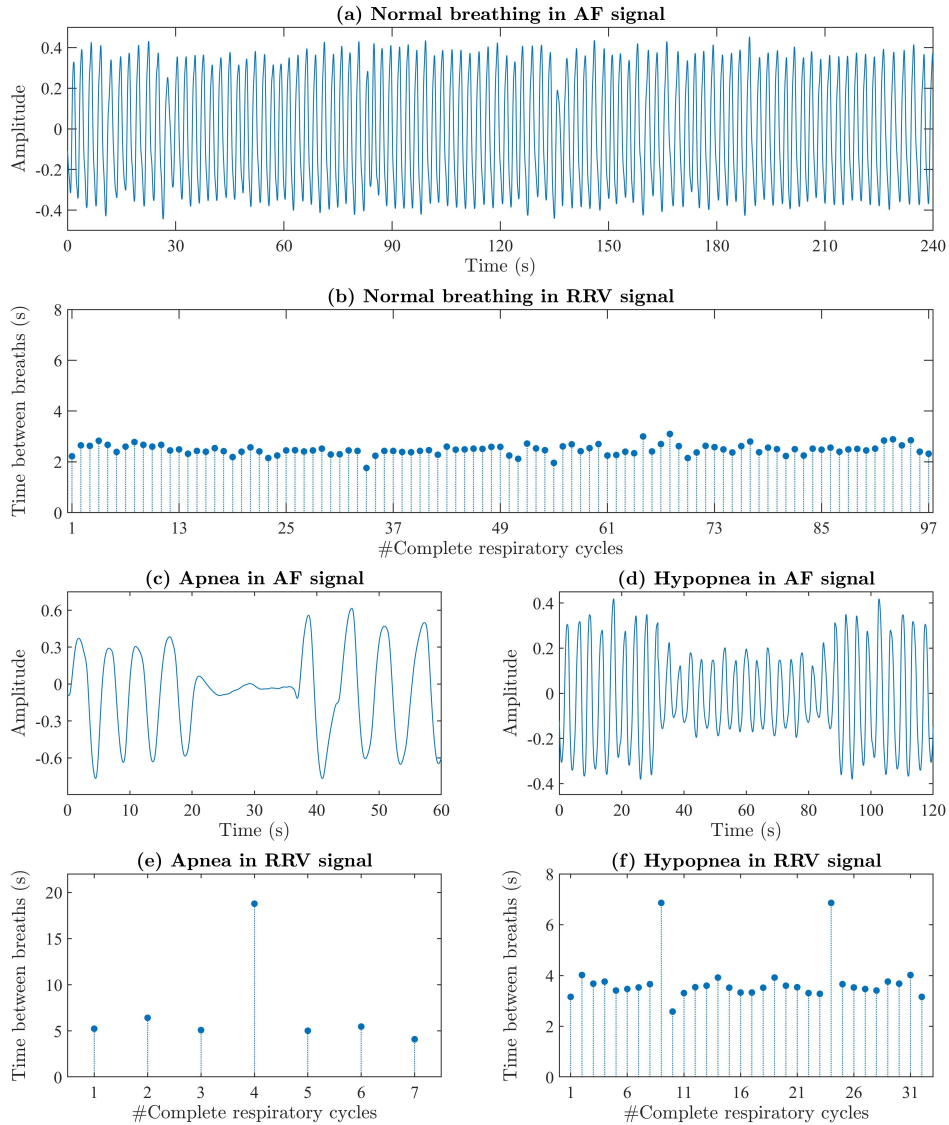 (a) Normal breathing in AF signal
Amplitude
0.4
0.2
0
-0.2
-0.4
0 30 60 90 120 150 180 210 240
Time (s)
(b) Normal breathing in RRV signal
Time between breaths (s)
8
6
4
2
0
1 13 25 37 49 61 73 85 97
#Complete respiratory cycles
(c) Apnea in AF signal
Amplitude
0.6
0.3
0
-0.3
-0.6
0 10 20 30 40 50 60
Time (s)
(d) Hypopnea in AF signal
Amplitude
0.4
0.2
0
-0.2
-0.4
0 20 40 60 80 100 120
Time (s)
(e) Apnea in RRV signal
Time between breaths (s)
20
15
10
5
0
1 2 3 4 5 6 7
#Complete respiratory cycles
(f) Hypopnea in RRV signal
Time between breaths (s)
8
6
4
2
0
1 6 11 16 21 26 31
#Complete respiratory cycles